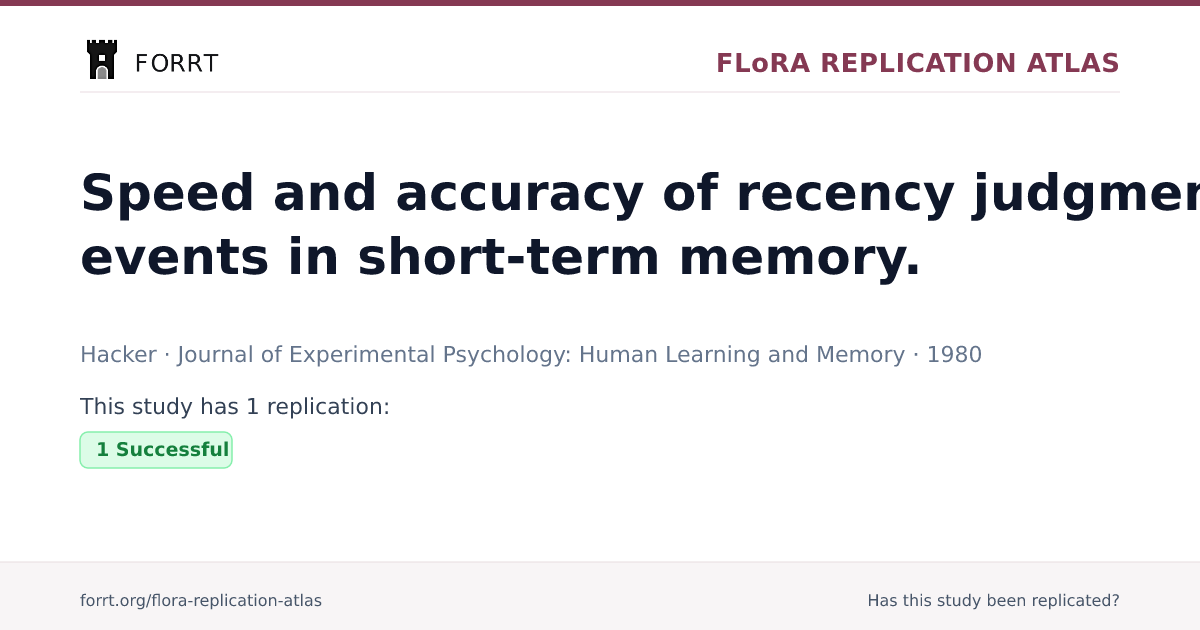 FORRT
FLoRA REPLICATION ATLAS
Speed and accuracy of recency
events in short-term memory.
Hacker · Journal of Experimental Psychology: Human Learning and Memory · 1980
This study has 1 replication:
1 Successful
forrt.org/flora-replication-atlas
Has this study been replicated?